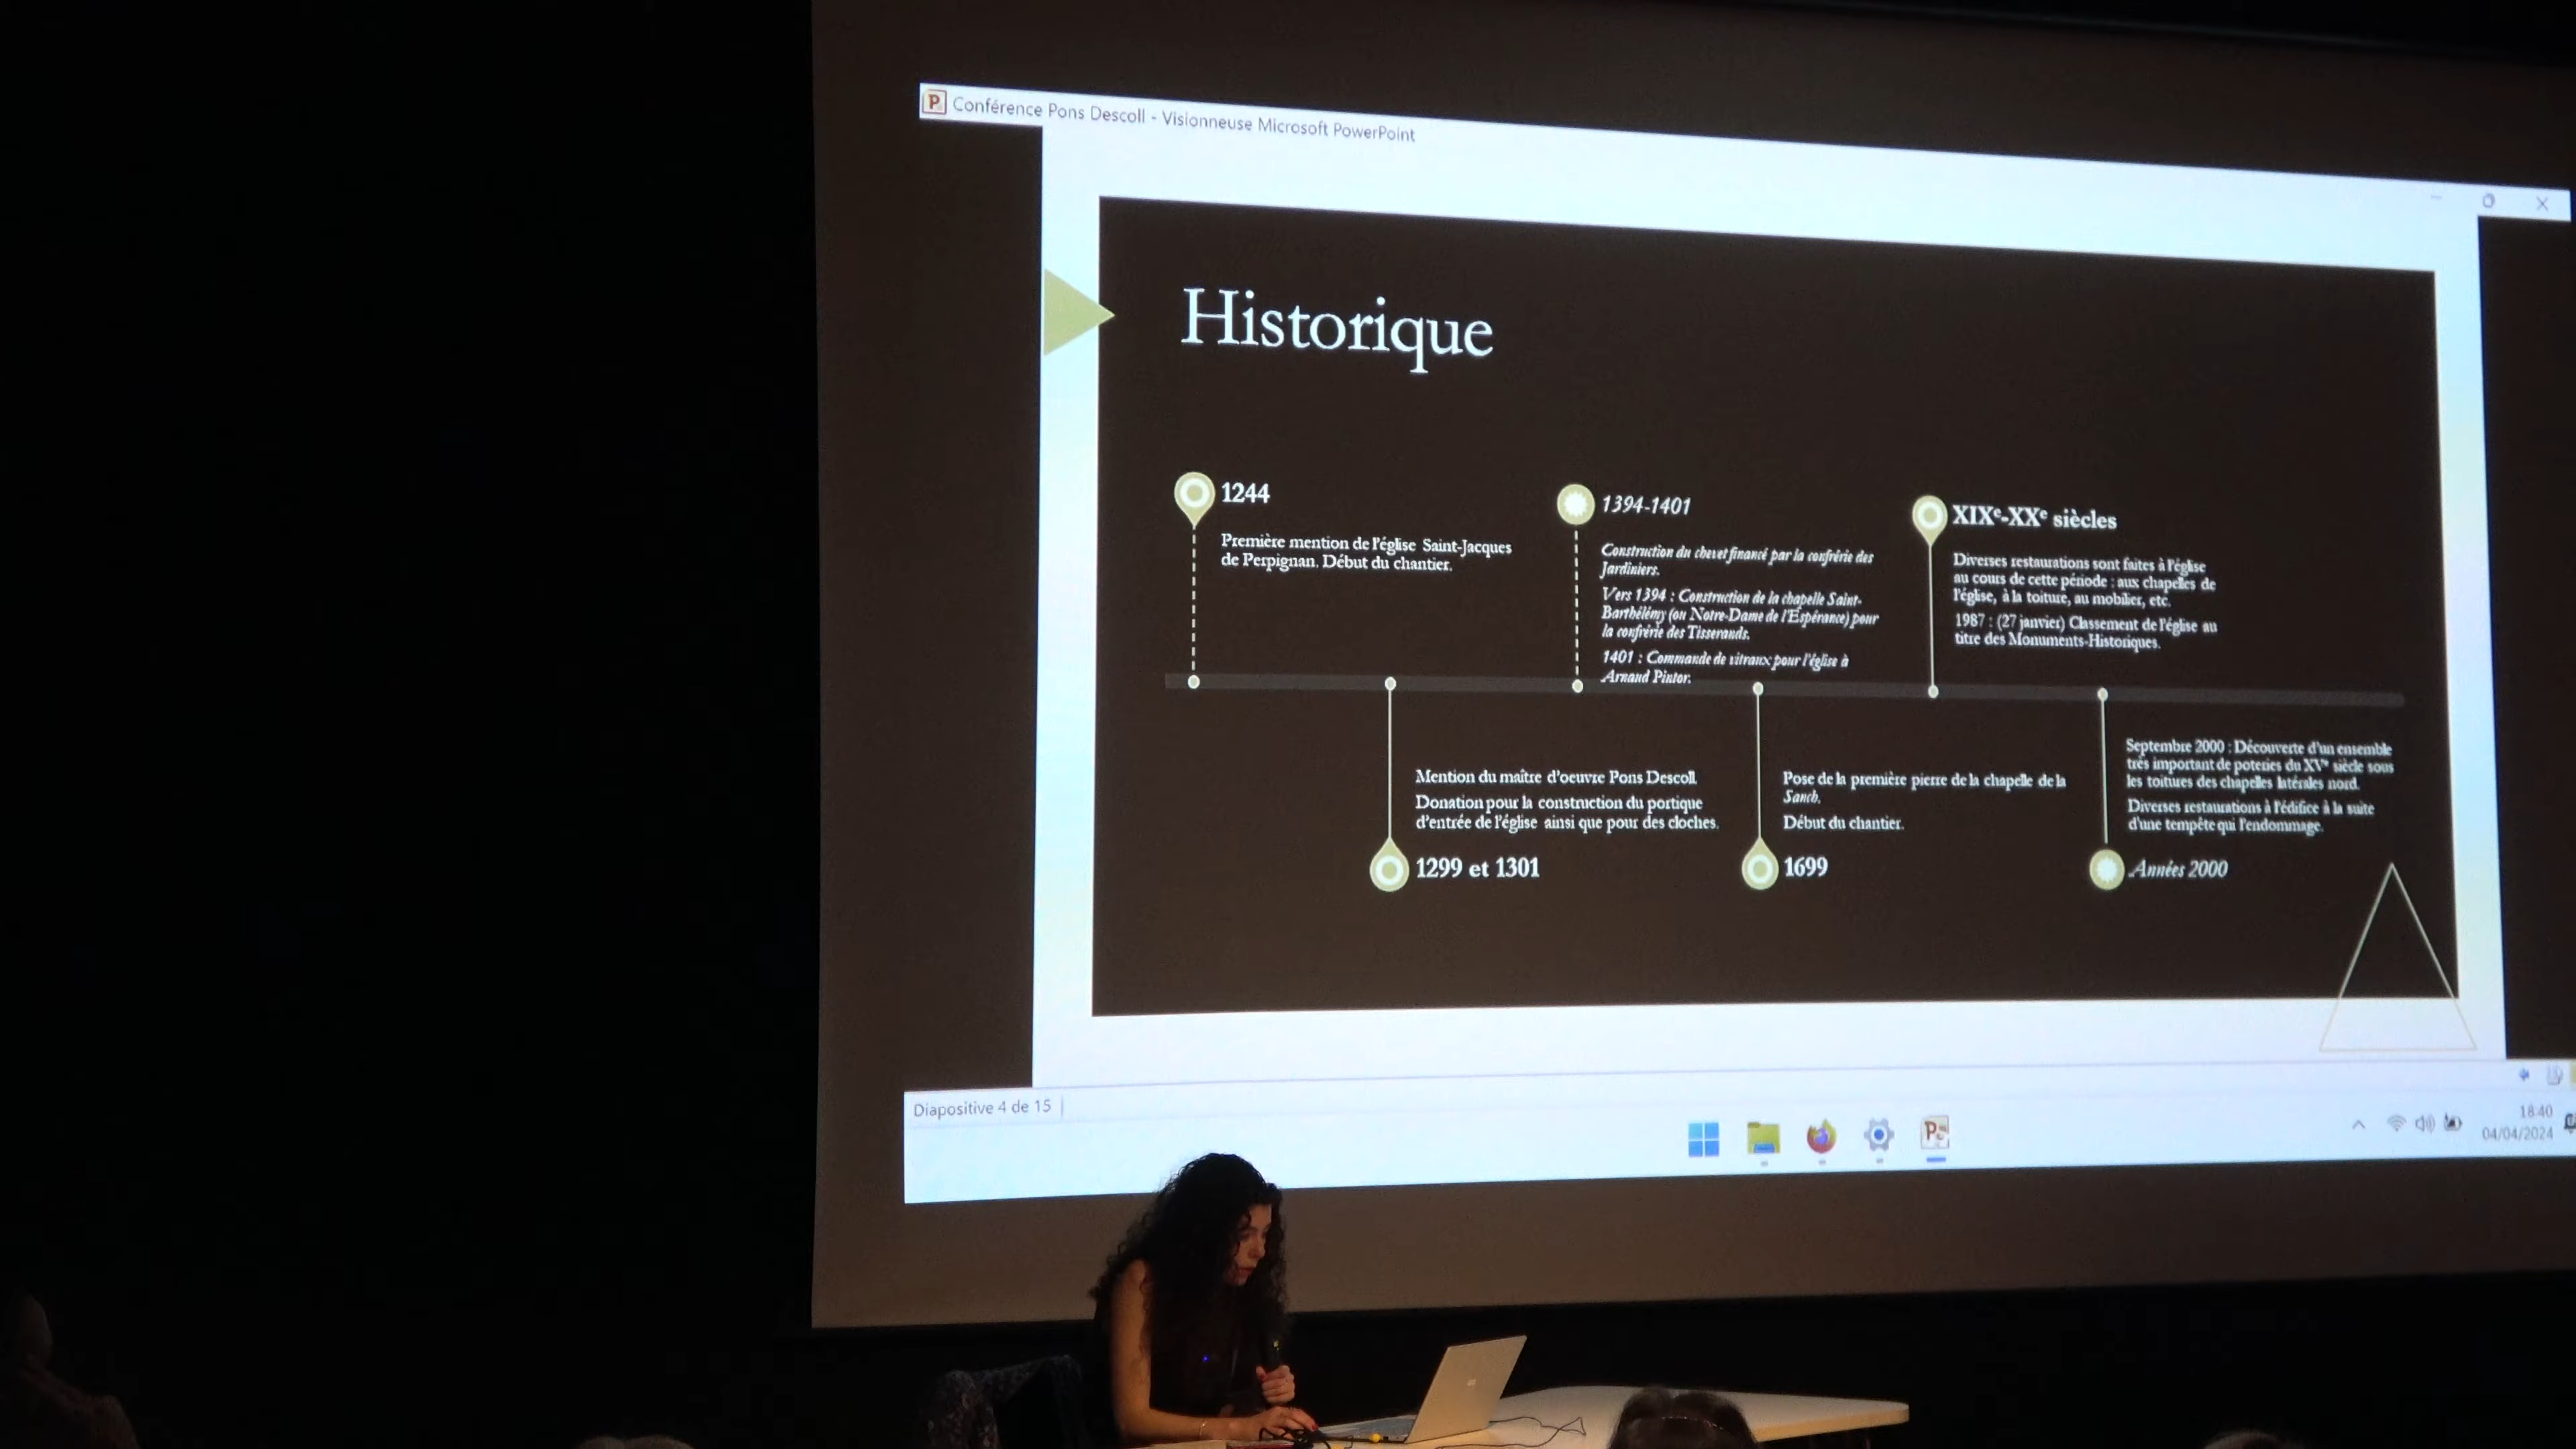 Conférence Pons Descoll - Visionneuse Microsoft PowerPoint
Historique
1244
Première mention de l'église Saint-Jacques
de Perpignan. Début du chantier.
1394-1401
Construction du chevet financé par la confrérie des
Jardiniers.
Vers 1394 : Construction de la chapelle Saint-
Barthélémy (ou Notre-Dame de l'Espérance) pour
la confrérie des Tisserands.
1401 : Commande de vitraux pour l'église à
Arnaud Pintor.
XIXe-XXe siècles
Diverses restaurations sont faites à l'église
au cours de cette période : aux chapelles de
l'église, à la toiture, au mobilier, etc.
1987 : (27 janvier) Classement de l'église au
titre des Monuments-Historiques.
Mention du maître d'oeuvre Pons Descoll.
Donation pour la construction du portique
d'entrée de l'église ainsi que pour des cloches.
1299 et 1301
Pose de la première pierre de la chapelle de la
Sanch.
Début du chantier.
1699
Septembre 2000 : Découverte d'un ensemble
très important de poteries du XVe siècle sous
les toitures des chapelles latérales nord.
Diverses restaurations à l'édifice à la suite
d'une tempête qui l'endommage.
Années 2000
Diapositive 4 de 15
18:40
04/04/2024